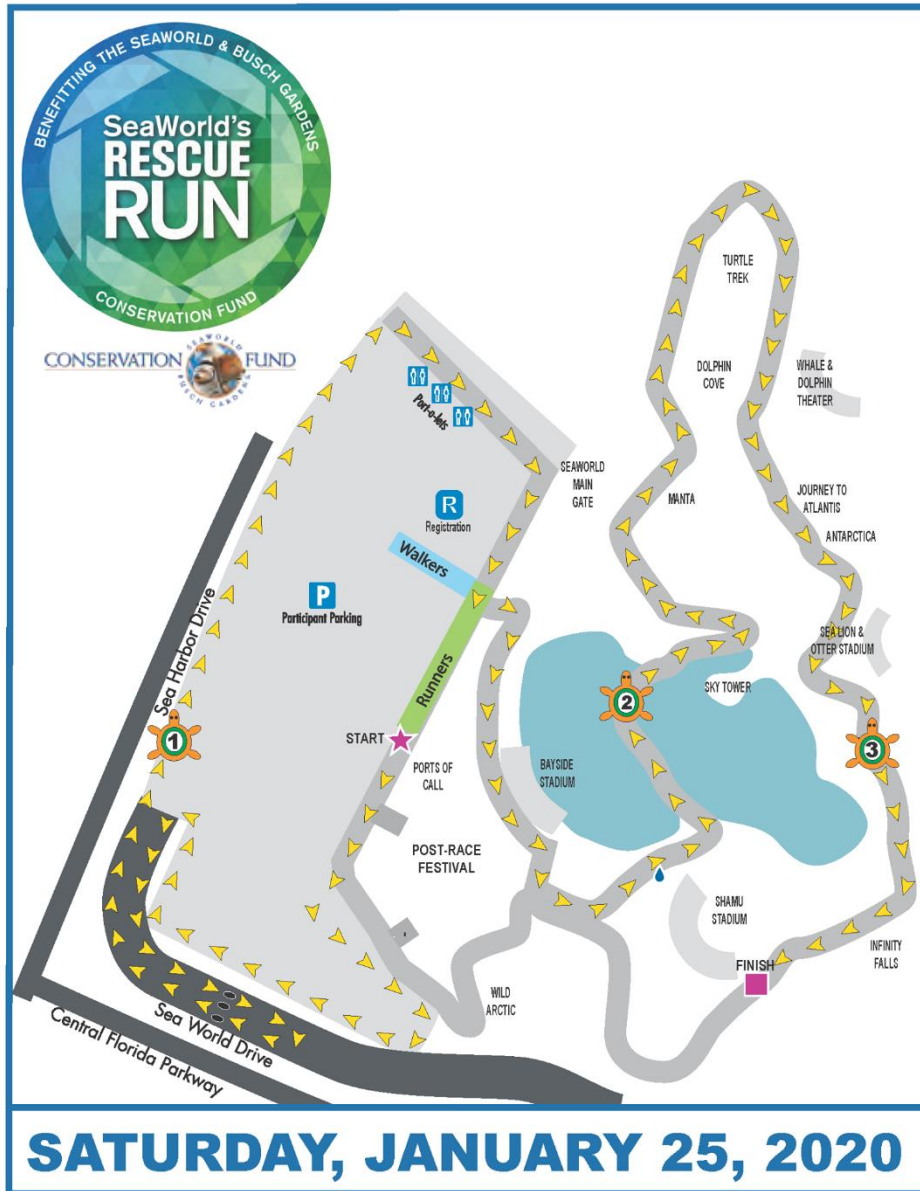 BENEFITTING THE SEAWORLD & BUSCH GARDENS
SeaWorld's
RESCUE
RUN
CONSERVATION FUND
CONSERVATION FUND
SEAWORLD
BUSCH GARDENS
TURTLE
TREK
DOLPHIN
COVE
WHALE &
DOLPHIN
THEATER
Port-o-lets
SEAWORLD
MAIN
GATE
MANTA
JOURNEY TO
ATLANTIS
ANTARCTICA
R
Registration
Walkers
P
Participant Parking
Runners
Sea Harbor Drive
SEA LION &
OTTER STADIUM
SKY TOWER
1
2
3
START
PORTS OF
CALL
BAYSIDE
STADIUM
POST-RACE
FESTIVAL
SHAMU
STADIUM
FINISH
INFINITY
FALLS
WILD
ARCTIC
Sea World Drive
Central Florida Parkway
SATURDAY, JANUARY 25, 2020